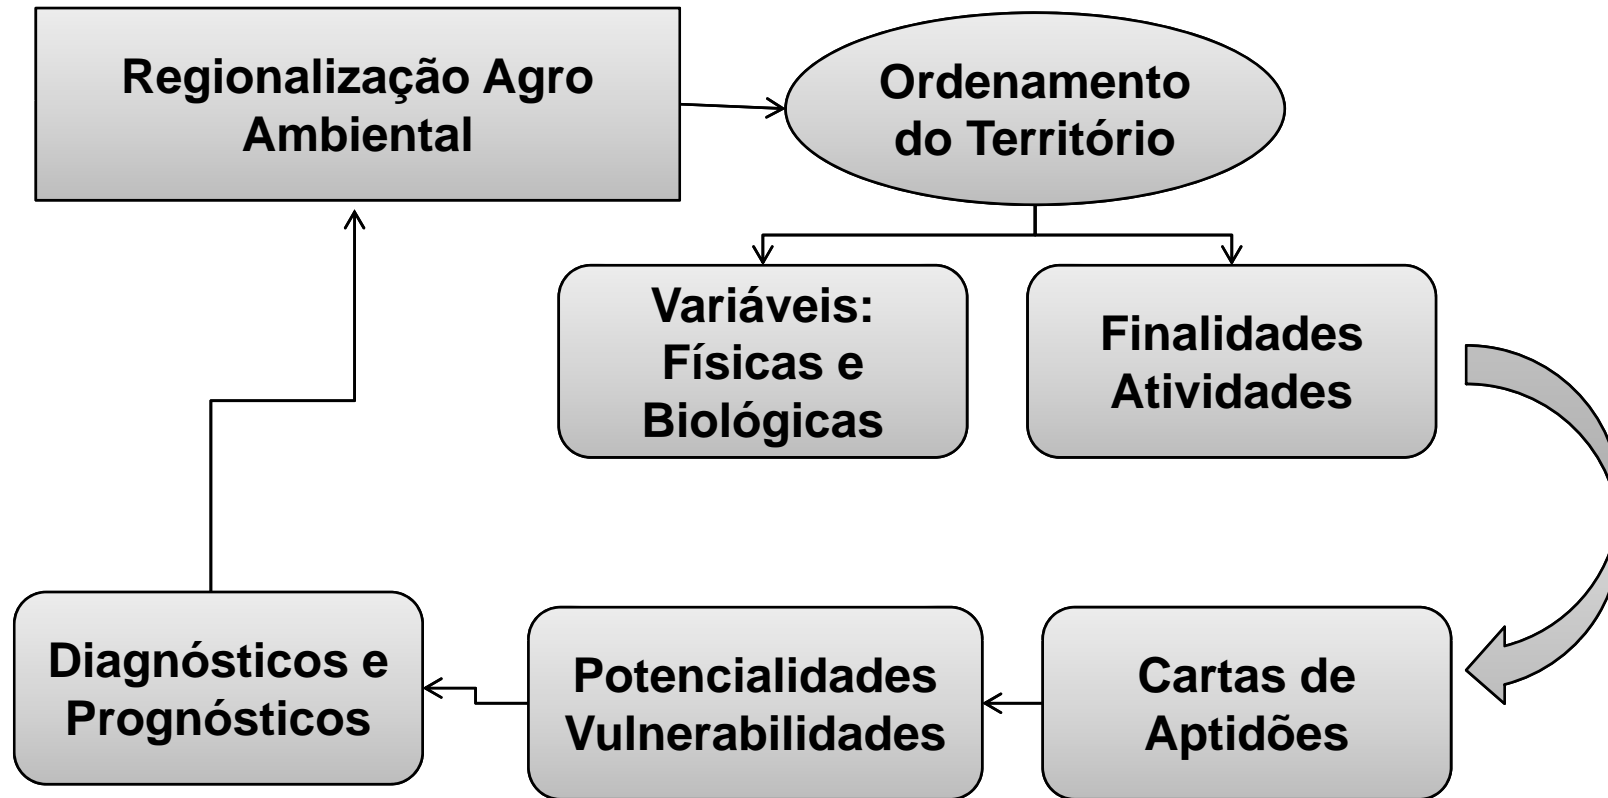 Regionalização Agro
Ambiental
Ordenamento
do Território
Variáveis:
Físicas e
Biológicas
Finalidades
Atividades
Cartas de
Aptidões
Potencialidades
Vulnerabilidades
Diagnósticos e
Prognósticos